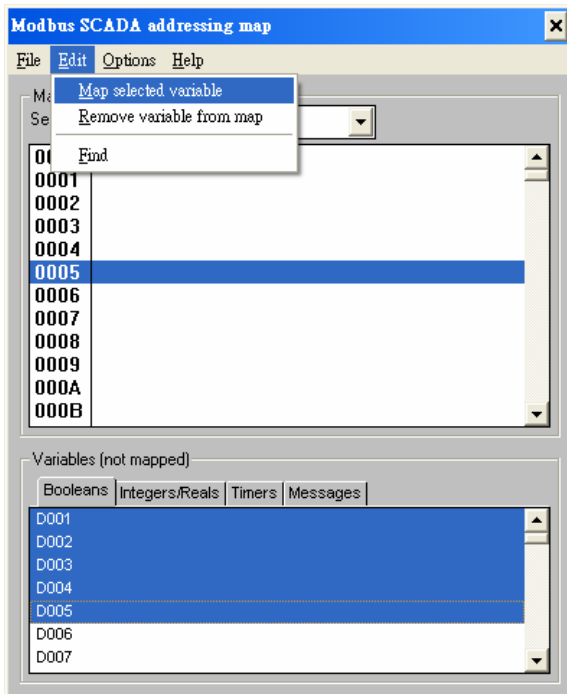 Modbus SCADA addressing map
File Edit Options Help
Map selected variable
Remove variable from map
Find
Ma
Se
0001
0002
0003
0004
0005
0006
0007
0008
0009
000A
000B
Variables (not mapped)
Booleans Integers/Reals Timers Messages
D001
D002
D003
D004
D005
D006
D007